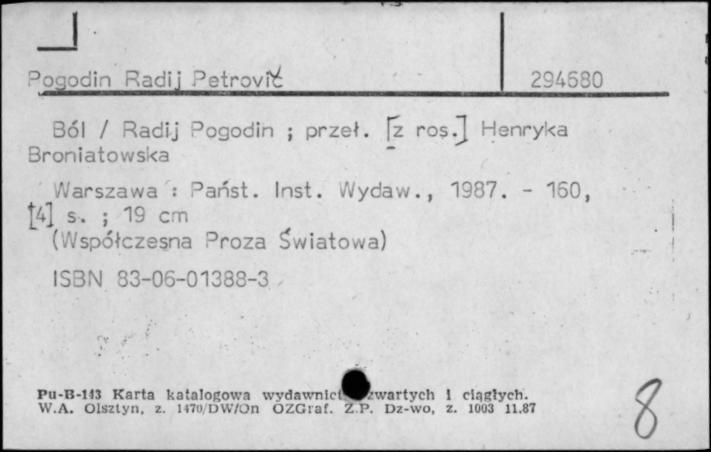 Pogodin Radij Petrovič 294680
Ból / Radij Pogodin ; przeł. [z ros.] Henryka
Broniatowska
Warszawa : Państ. Inst. Wydaw., 1987. - 160,
[4] s. ; 19 cm
(Współczesna Proza Światowa)
ISBN 83-06-01388-3
Pu-B-143 Karta katalogowa wydawnict zwartych i ciągłych.
W.A. Olsztyn, z. 1470/DW/On OZGraf. Z.P. Dz-wo, z. 1003 11.87
8